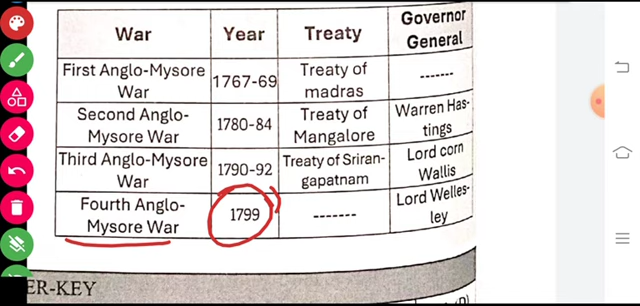 War Year Treaty Governor General
First Anglo-Mysore War 1767-69 Treaty of madras -------
Second Anglo-Mysore War 1780-84 Treaty of Mangalore Warren Has-tings
Third Anglo-Mysore War 1790-92 Treaty of Sriran-gapatnam Lord corn Wallis
Fourth Anglo-Mysore War 1799 ------- Lord Welles-ley
ER-KEY